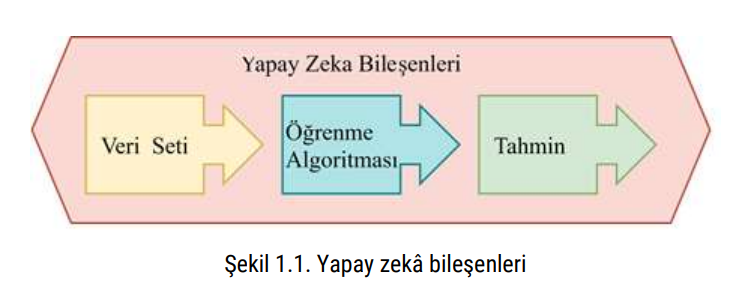 Yapay Zeka Bileşenleri
Veri Seti
Öğrenme
Algoritması
Tahmin
Şekil 1.1. Yapay zekâ bileşenleri